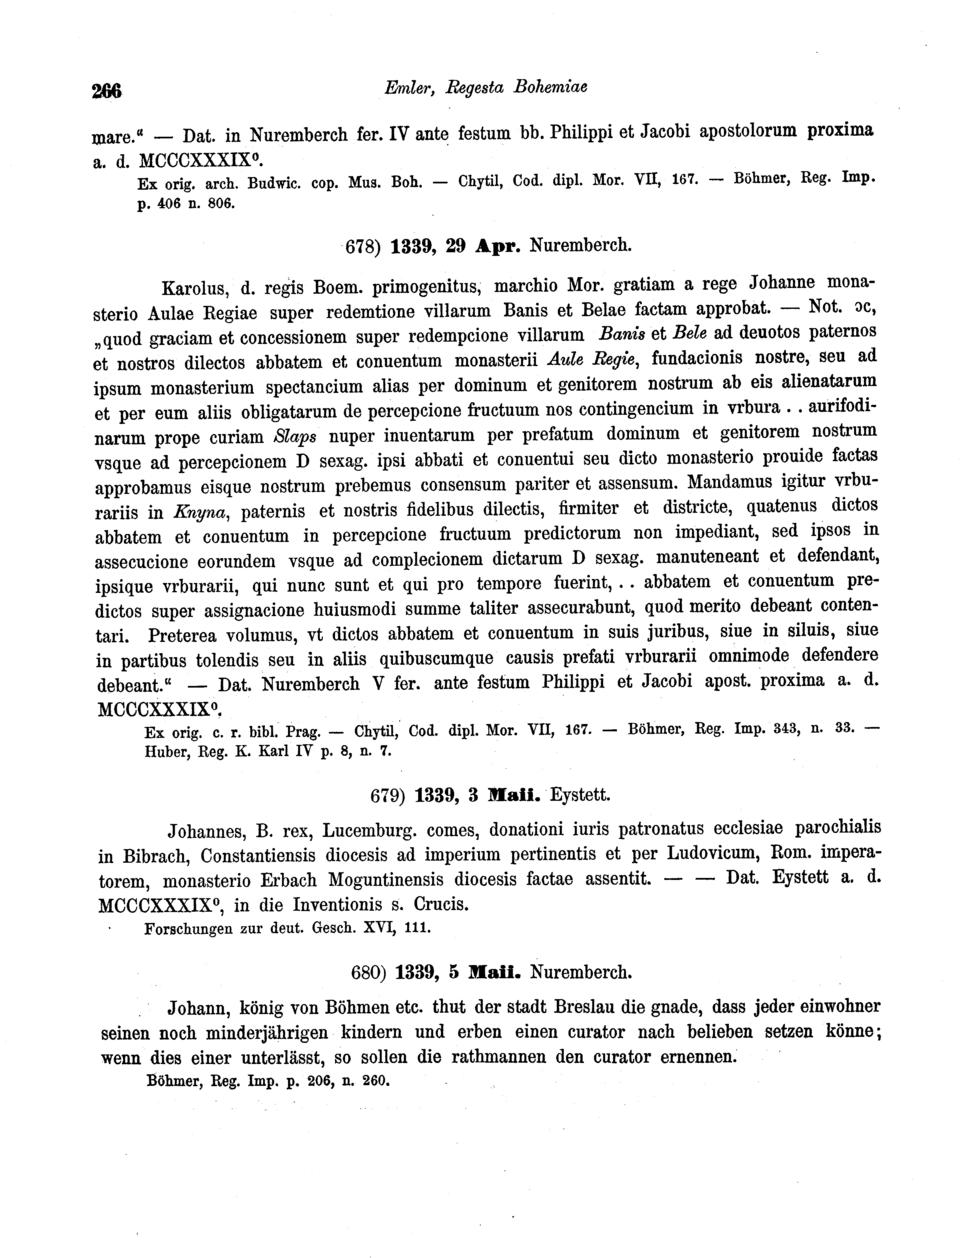 266
Emler, Regesta Bohemiae
mare.“ — Dat. in Nuremberch fer. IV ante festum bb. Philippi et Jacobi apostolorum proxima
a. d. MCCCXXXIX⁰.
Ex orig. arch. Budwic. cop. Mus. Boh. — Chytil, Cod. dipl. Mor. VII, 167. — Böhmer, Reg. Imp.
p. 406 n. 806.
678) 1339, 29 Apr. Nuremberch.
Karolus, d. regis Boem. primogenitus, marchio Mor. gratiam a rege Johanne mona-
sterio Aulae Regiae super redemtione villarum Banis et Belae factam approbat. — Not. ɔc,
„quod graciam et concessionem super redempcione villarum Banis et Bele ad deuotos paternos
et nostros dilectos abbatem et conuentum monasterii Aule Regie, fundacionis nostre, seu ad
ipsum monasterium spectancium alias per dominum et genitorem nostrum ab eis alienatarum
et per eum aliis obligatarum de percepcione fructuum nos contingencium in vrbura . . aurifodi-
narum prope curiam Slaps nuper inuentarum per prefatum dominum et genitorem nostrum
vsque ad percepcionem D sexag. ipsi abbati et conuentui seu dicto monasterio prouide factas
approbamus eisque nostrum prebemus consensum pariter et assensum. Mandamus igitur vrbu-
rariis in Knyna, paternis et nostris fidelibus dilectis, firmiter et districte, quatenus dictos
abbatem et conuentum in percepcione fructuum predictorum non impediant, sed ipsos in
assecucione eorundem vsque ad complecionem dictarum D sexag. manuteneant et defendant,
ipsique vrburarii, qui nunc sunt et qui pro tempore fuerint, . . abbatem et conuentum pre-
dictos super assignacione huiusmodi summe taliter assecurabunt, quod merito debeant conten-
tari. Preterea volumus, vt dictos abbatem et conuentum in suis juribus, siue in siluis, siue
in partibus tolendis seu in aliis quibuscumque causis prefati vrburarii omnimode defendere
debeant.“ — Dat. Nuremberch V fer. ante festum Philippi et Jacobi apost. proxima a. d.
MCCCXXXIX⁰.
Ex orig. c. r. bibl. Prag. — Chytil, Cod. dipl. Mor. VII, 167. — Böhmer, Reg. Imp. 343, n. 33. —
Huber, Reg. K. Karl IV p. 8, n. 7.
679) 1339, 3 Maii. Eystett.
Johannes, B. rex, Lucemburg. comes, donationi iuris patronatus ecclesiae parochialis
in Bibrach, Constantiensis diocesis ad imperium pertinentis et per Ludovicum, Rom. impera-
torem, monasterio Erbach Moguntinensis diocesis factae assentit. — — Dat. Eystett a. d.
MCCCXXXIX⁰, in die Inventionis s. Crucis.
Forschungen zur deut. Gesch. XVI, 111.
680) 1339, 5 Maii. Nuremberch.
Johann, könig von Böhmen etc. thut der stadt Breslau die gnade, dass jeder einwohner
seinen noch minderjährigen kindern und erben einen curator nach belieben setzen könne;
wenn dies einer unterlässt, so sollen die rathmannen den curator ernennen.
Böhmer, Reg. Imp. p. 206, n. 260.